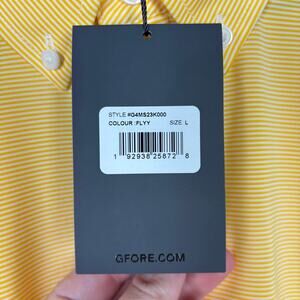 STYLE #G4MS23K000
COLOUR :FLYY SIZE: L
1 92938 25872 8
GFORE.COM